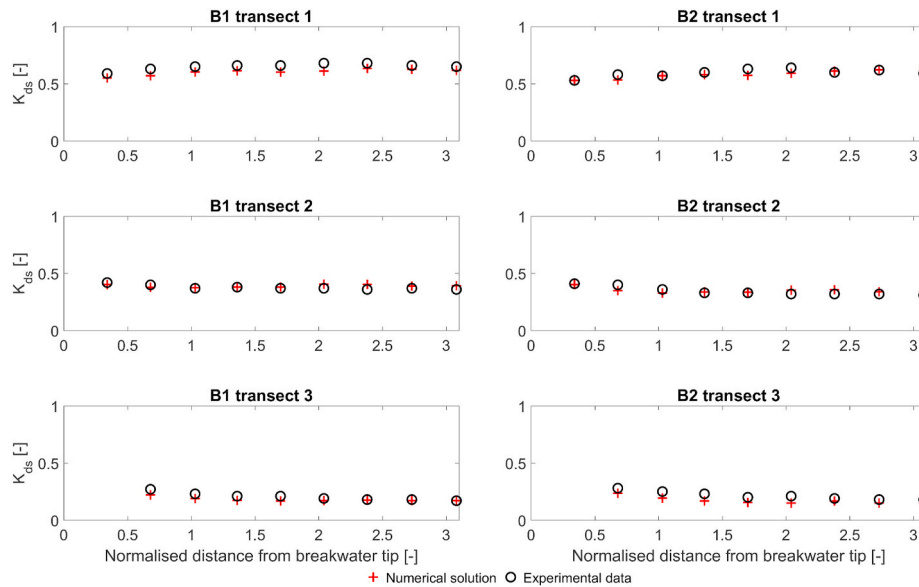 B1 transect 1
B2 transect 1
K_ds [-]
1
0.5
0
0 0.5 1 1.5 2 2.5 3
1
0.5
0
0 0.5 1 1.5 2 2.5 3
B1 transect 2
B2 transect 2
K_ds [-]
1
0.5
0
0 0.5 1 1.5 2 2.5 3
1
0.5
0
0 0.5 1 1.5 2 2.5 3
B1 transect 3
B2 transect 3
K_ds [-]
1
0.5
0
0 0.5 1 1.5 2 2.5 3
1
0.5
0
0 0.5 1 1.5 2 2.5 3
Normalised distance from breakwater tip [-]
Normalised distance from breakwater tip [-]
Numerical solution Experimental data